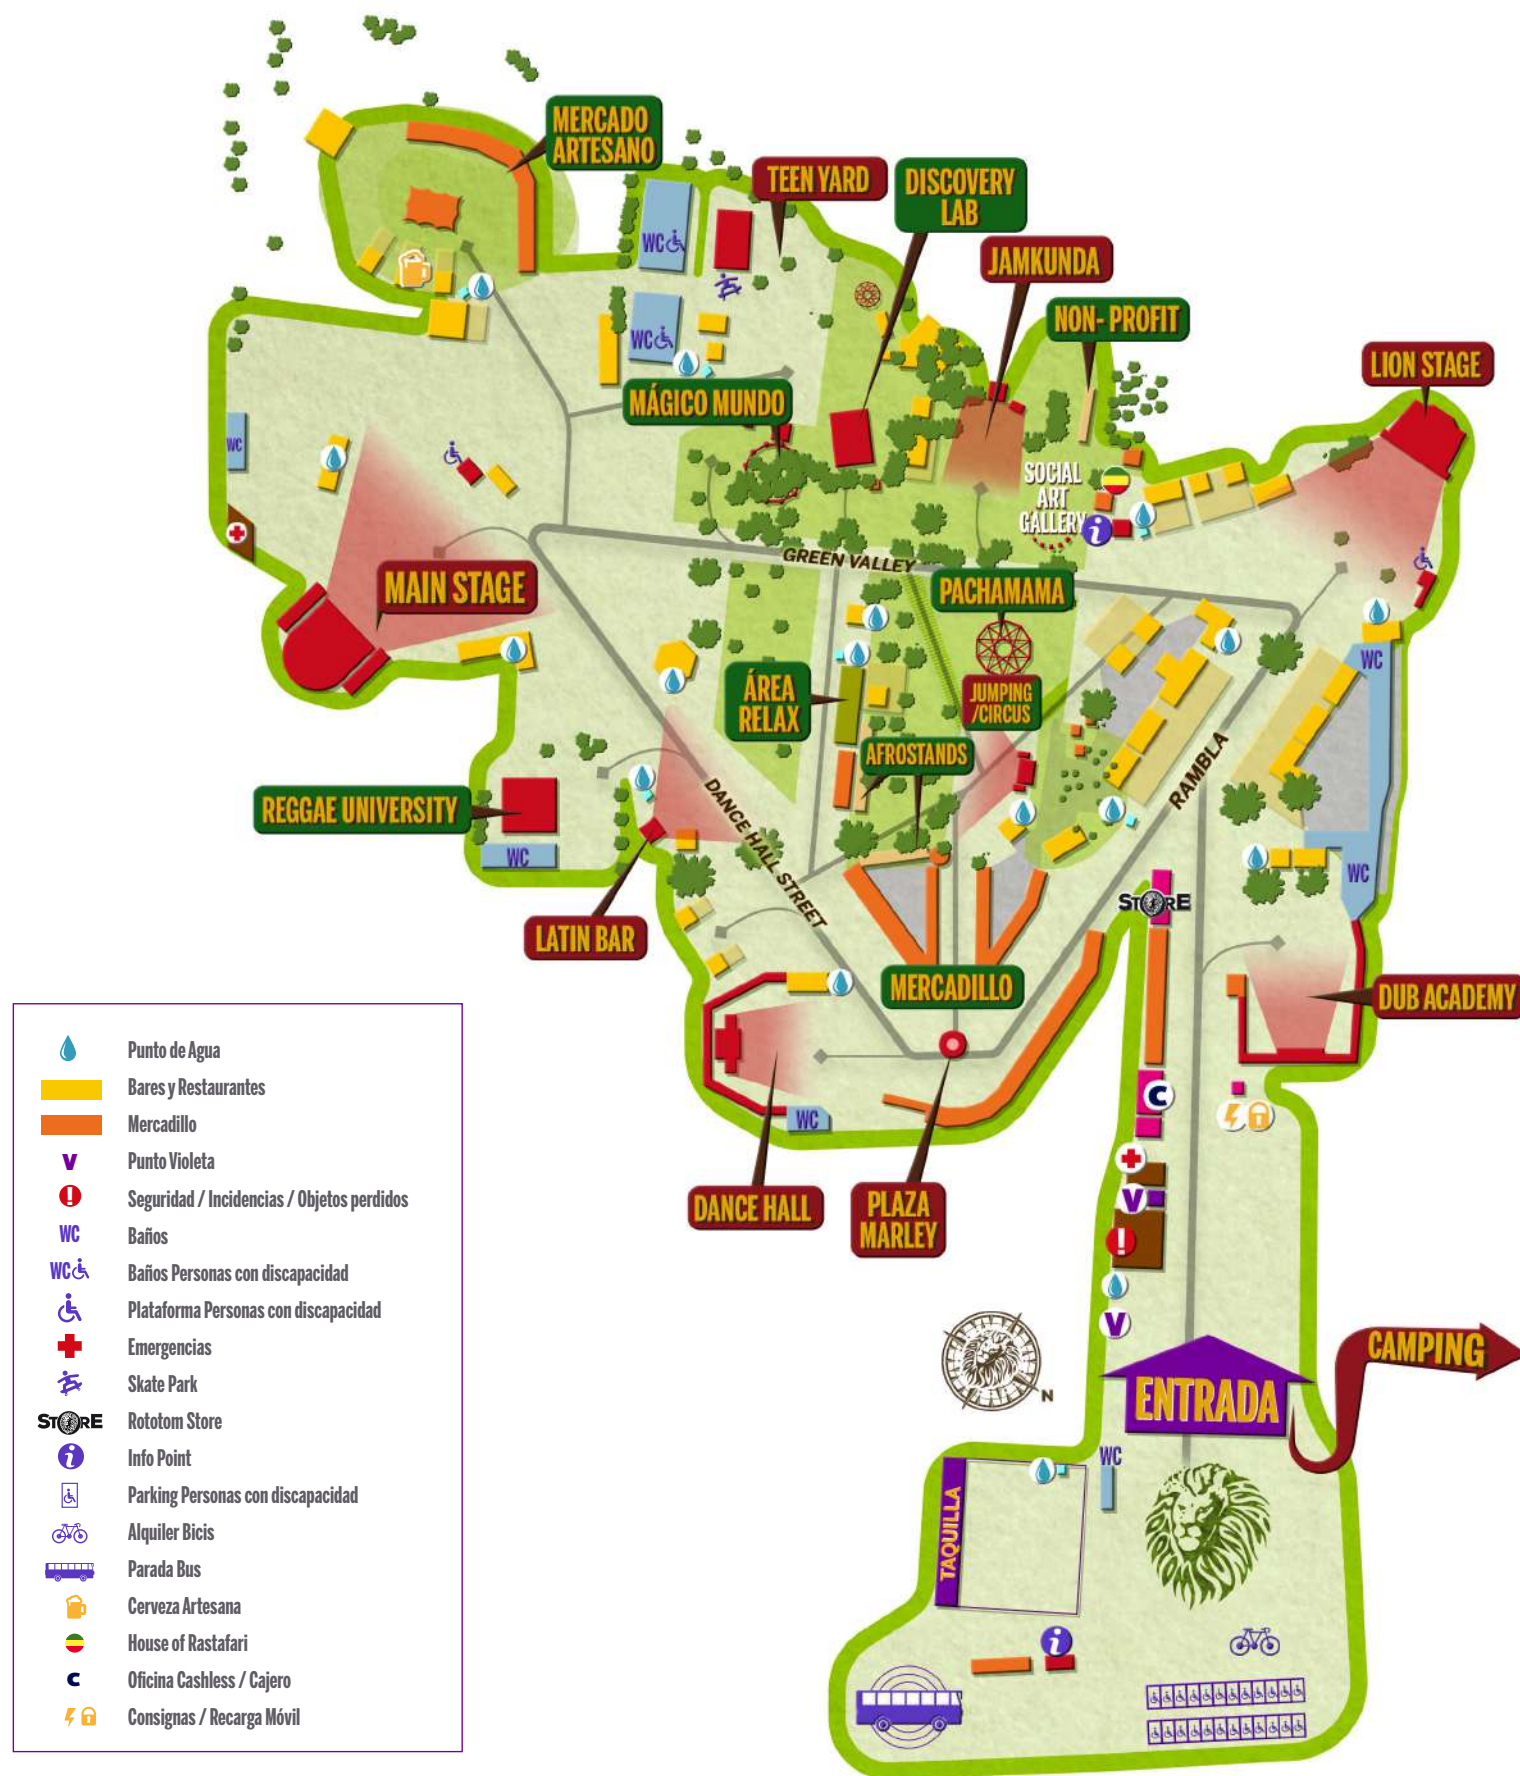 MERCADO
ARTESANO
TEEN YARD
DISCOVERY
LAB
JAMKUNDA
NON- PROFIT
LION STAGE
WC
WC
MÁGICO MUNDO
WC
SOCIAL
ART
GALLERY
i
GREEN VALLEY
MAIN STAGE
PACHAMAMA
JUMPING
/CIRCUS
WC
ÁREA
RELAX
AFROSTANDS
RAMBLA
REGGAE UNIVERSITY
WC
DANCE HALL STREET
WC
STORE
LATIN BAR
MERCADILLO
DUB ACADEMY
C
WC
V
!
DANCE HALL
PLAZA
MARLEY
V
N
CAMPING
ENTRADA
WC
TAQUILLA
i
Punto de Agua
Bares y Restaurantes
Mercadillo
V Punto Violeta
! Seguridad / Incidencias / Objetos perdidos
WC Baños
WC Baños Personas con discapacidad
Plataforma Personas con discapacidad
Emergencias
Skate Park
STORE Rototom Store
i Info Point
Parking Personas con discapacidad
Alquiler Bicis
Parada Bus
Cerveza Artesana
House of Rastafari
C Oficina Cashless / Cajero
Consignas / Recarga Móvil